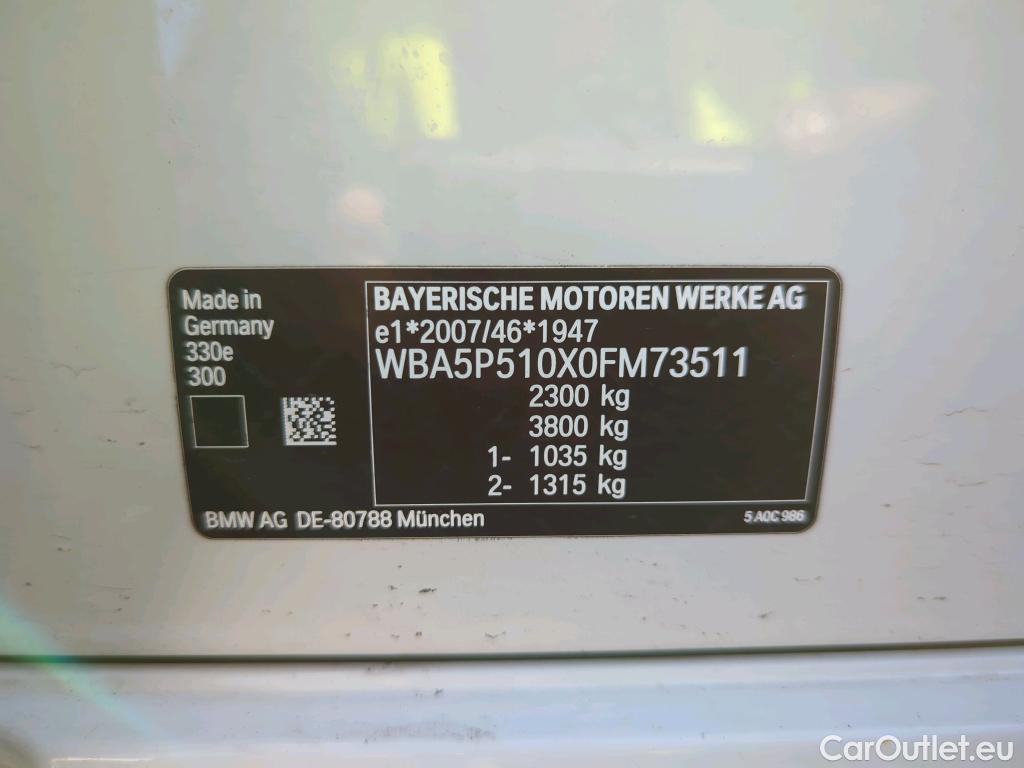 Made in
Germany
330e
300
BAYERISCHE MOTOREN WERKE AG
e1*2007/46*1947
WBA5P510X0FM73511
2300 kg
3800 kg
1- 1035 kg
2- 1315 kg
BMW AG DE-80788 München
5 A0C 986
CarOutlet.eu